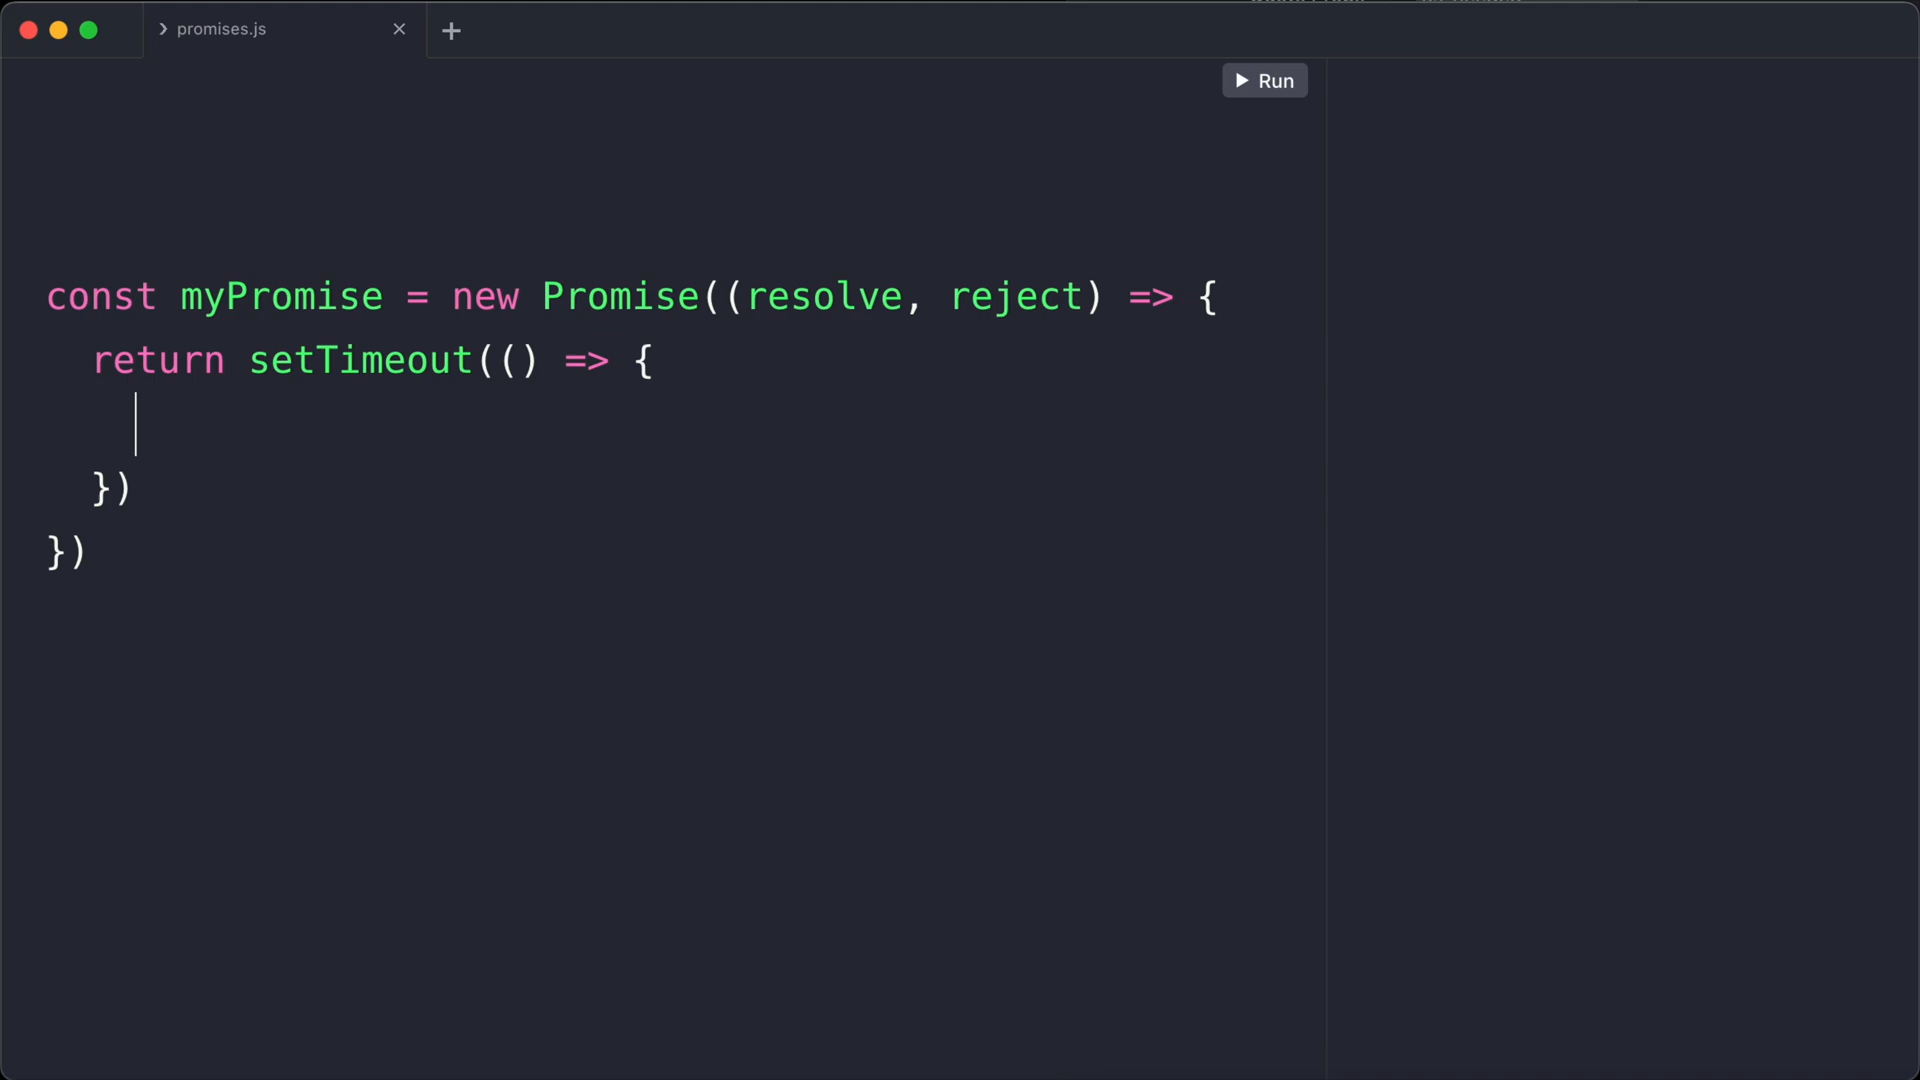 › promises.js × +
▶ Run
const myPromise = new Promise((resolve, reject) => {
return setTimeout(() => {
})
})